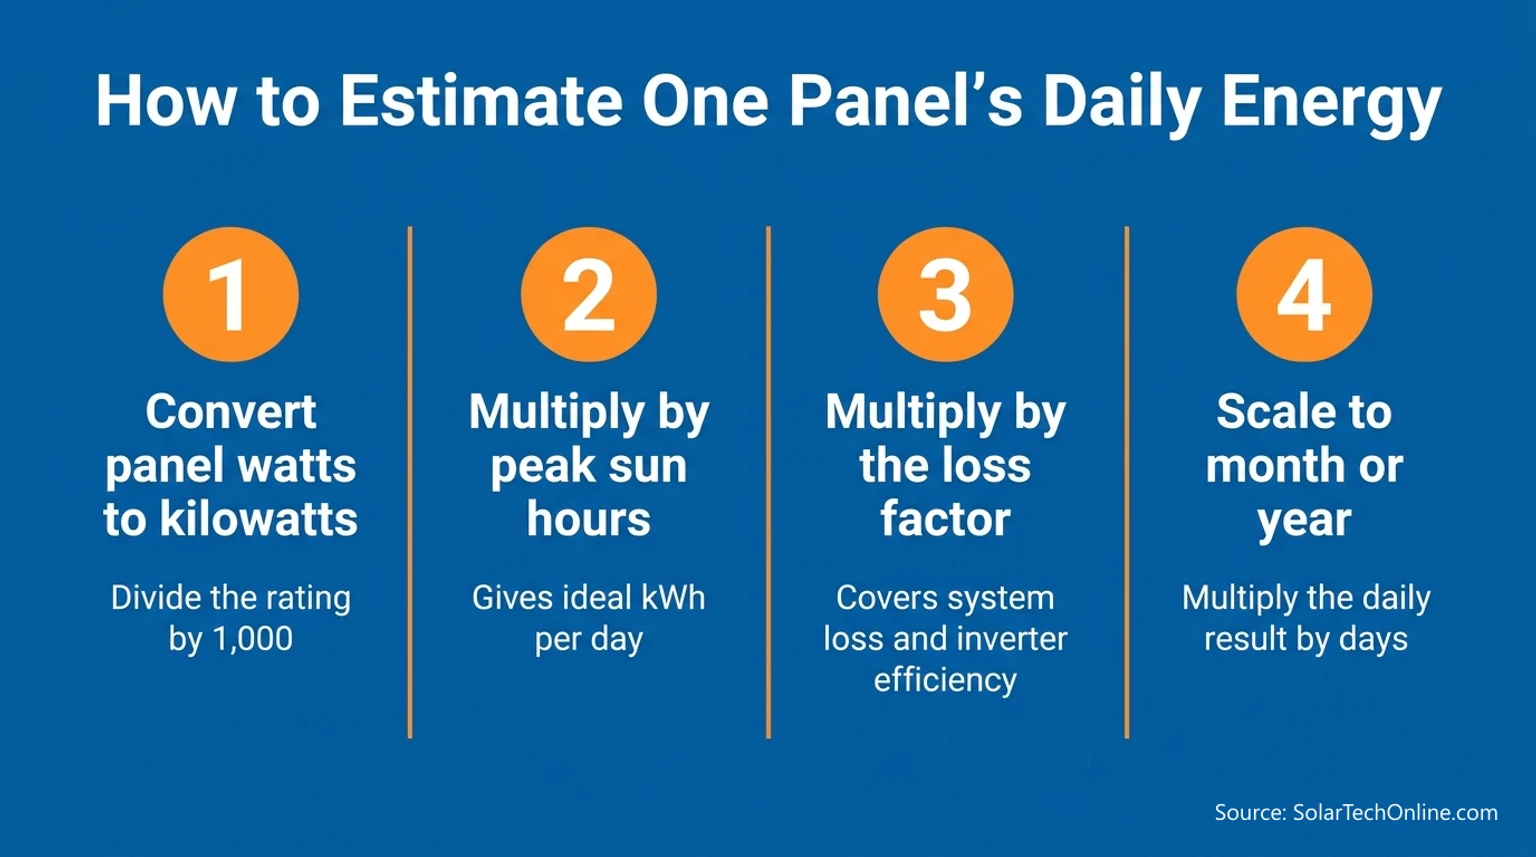 How to Estimate One Panel’s Daily Energy
1
Convert
panel watts
to kilowatts
Divide the rating
by 1,000
2
Multiply by
peak sun
hours
Gives ideal kWh
per day
3
Multiply by
the loss
factor
Covers system
loss and inverter
efficiency
4
Scale to
month or
year
Multiply the daily
result by days
Source: SolarTechOnline.com